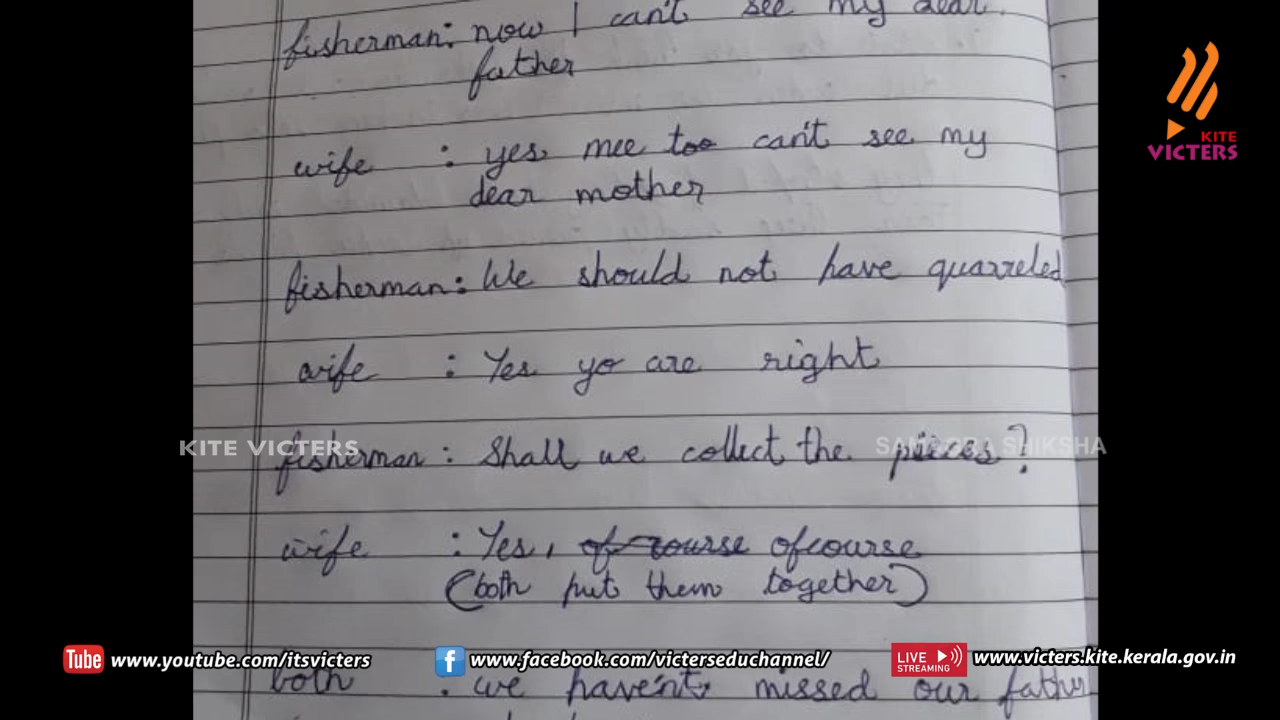 fisherman: now I can't see my dear
father
KITE
VICTERS
wife : yes mee too can't see my
dear mother
fisherman: We should not have quarreled
wife : Yes yo are right
KITE VICTERS
SAMAGRA SHIKSHA
fisherman : Shall we collect the pieces?
wife : Yes, of course ofcourse
(both put them together)
Tube www.youtube.com/itsvicters
f www.facebook.com/victerseduchannel/
LIVE STREAMING www.victers.kite.kerala.gov.in
both : we haven't missed our father